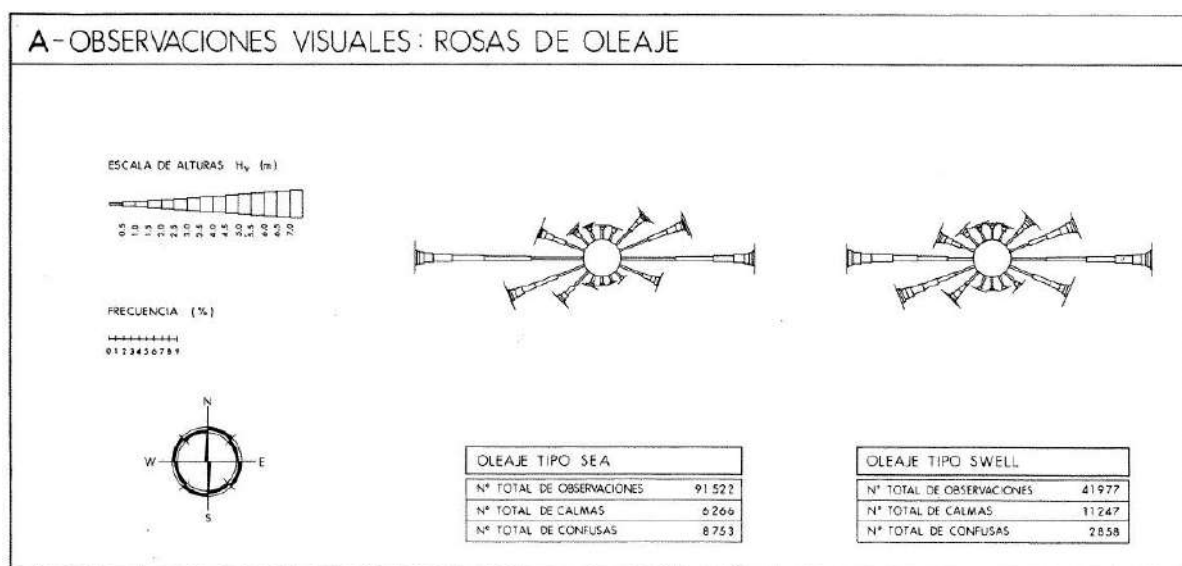 A-OBSERVACIONES VISUALES: ROSAS DE OLEAJE
ESCALA DE ALTURAS Hv (m)
0.5 1.0 1.5 2.0 2.5 3.0 3.5 4.0 4.5 5.0 5.5 6.0 6.5 7.0
FRECUENCIA (%)
0 1 2 3 4 5 6 7 8 9
N
W E
S
OLEAJE TIPO SEA
Nº TOTAL DE OBSERVACIONES 91522
Nº TOTAL DE CALMAS 6266
Nº TOTAL DE CONFUSAS 8753
OLEAJE TIPO SWELL
Nº TOTAL DE OBSERVACIONES 41977
Nº TOTAL DE CALMAS 11247
Nº TOTAL DE CONFUSAS 2858